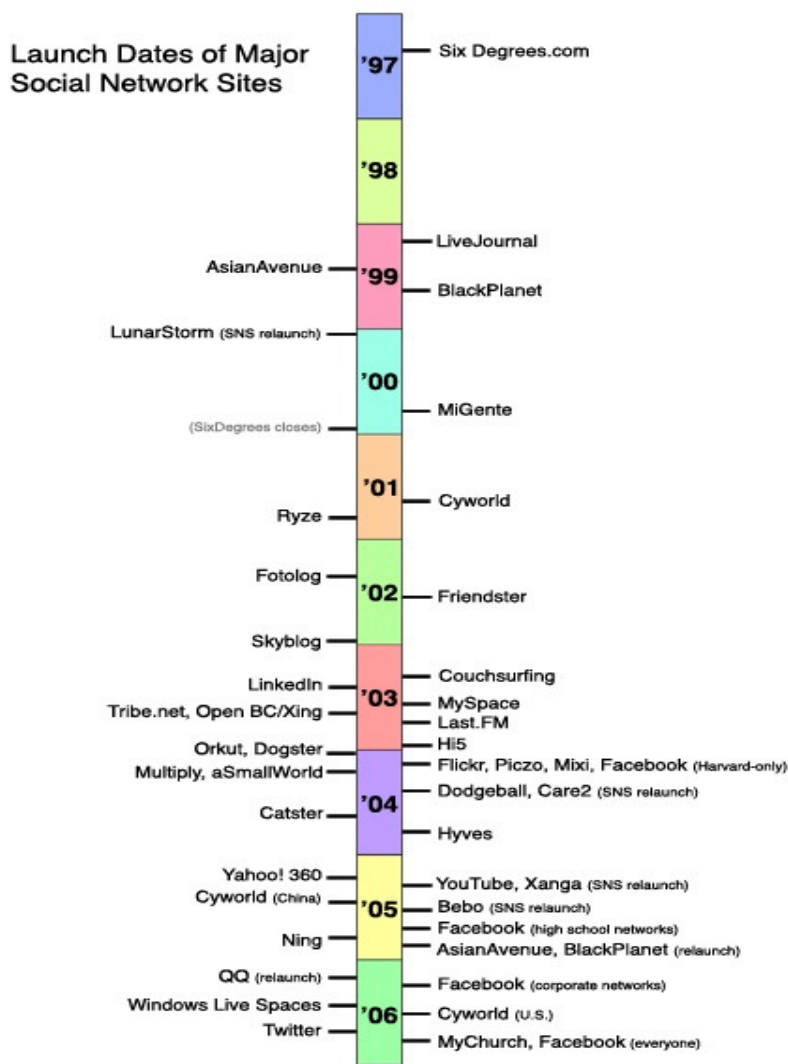 Launch Dates of Major
Social Network Sites
'97
Six Degrees.com
'98
LiveJournal
AsianAvenue
'99
BlackPlanet
LunarStorm (SNS relaunch)
'00
MiGente
(SixDegrees closes)
'01
Cyworld
Ryze
Fotolog
'02
Friendster
Skyblog
Couchsurfing
LinkedIn
'03
MySpace
Tribe.net, Open BC/Xing
Last.FM
Hi5
Orkut, Dogster
Flickr, Piczo, Mixi, Facebook (Harvard-only)
Multiply, aSmallWorld
Dodgeball, Care2 (SNS relaunch)
'04
Catster
Hyves
Yahoo! 360
YouTube, Xanga (SNS relaunch)
Cyworld (China)
'05
Bebo (SNS relaunch)
Facebook (high school networks)
Ning
AsianAvenue, BlackPlanet (relaunch)
QQ (relaunch)
Facebook (corporate networks)
Windows Live Spaces
'06
Cyworld (U.S.)
Twitter
MyChurch, Facebook (everyone)